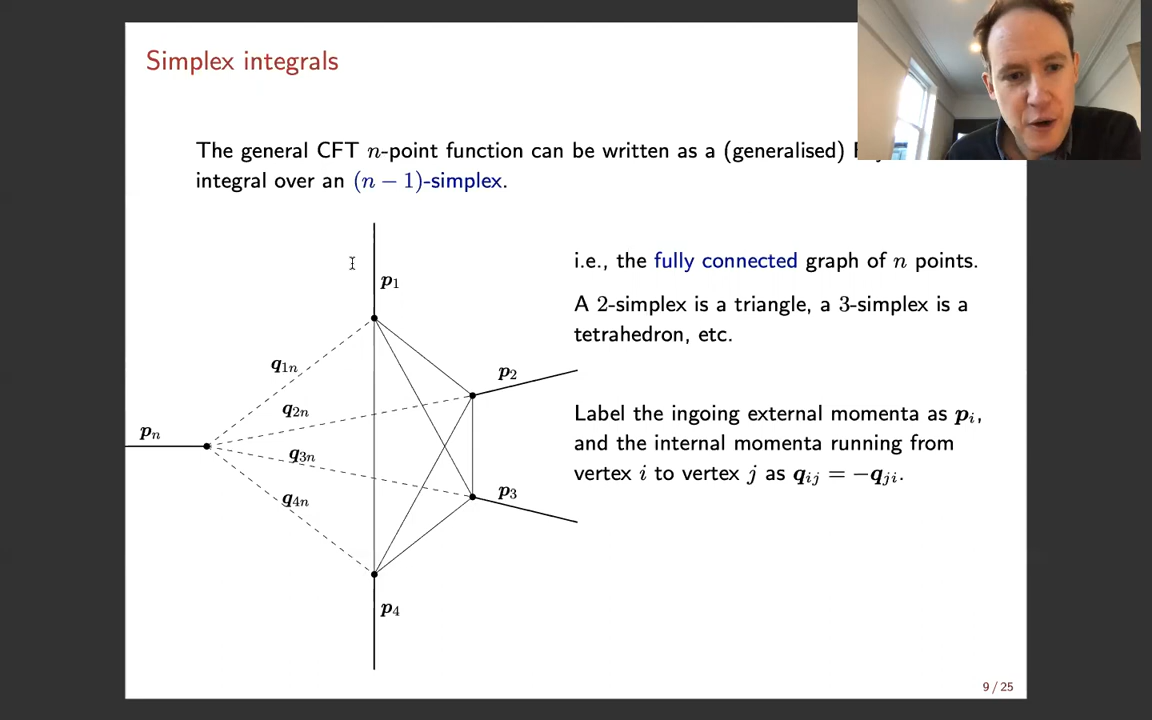 Simplex integrals
The general CFT n-point function can be written as a (generalised)
integral over an (n − 1)-simplex.
p₁
i.e., the fully connected graph of n points.
A 2-simplex is a triangle, a 3-simplex is a
tetrahedron, etc.
q₁ₙ
p₂
q₂ₙ
Label the ingoing external momenta as pᵢ,
pₙ
and the internal momenta running from
q₃ₙ
vertex i to vertex j as qᵢⱼ = −qⱼᵢ.
p₃
q₄ₙ
p₄
9 / 25